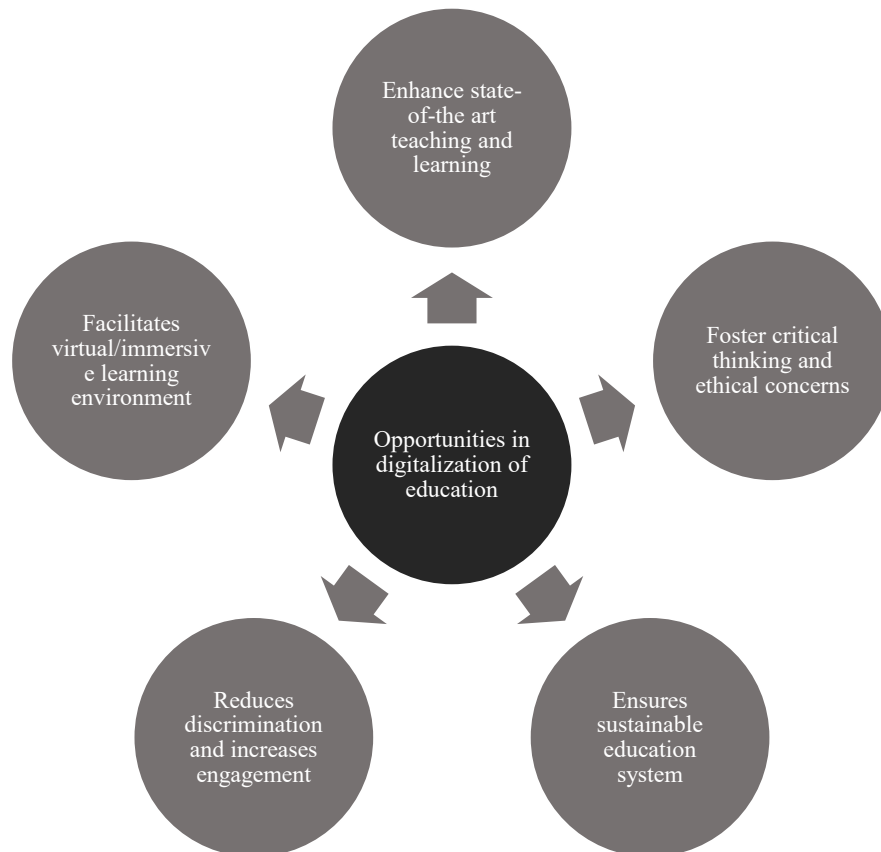 Enhance state-
of-the art
teaching and
learning
Facilitates
virtual/immersiv
e learning
environment
Foster critical
thinking and
ethical concerns
Opportunities in
digitalization of
education
Reduces
discrimination
and increases
engagement
Ensures
sustainable
education
system